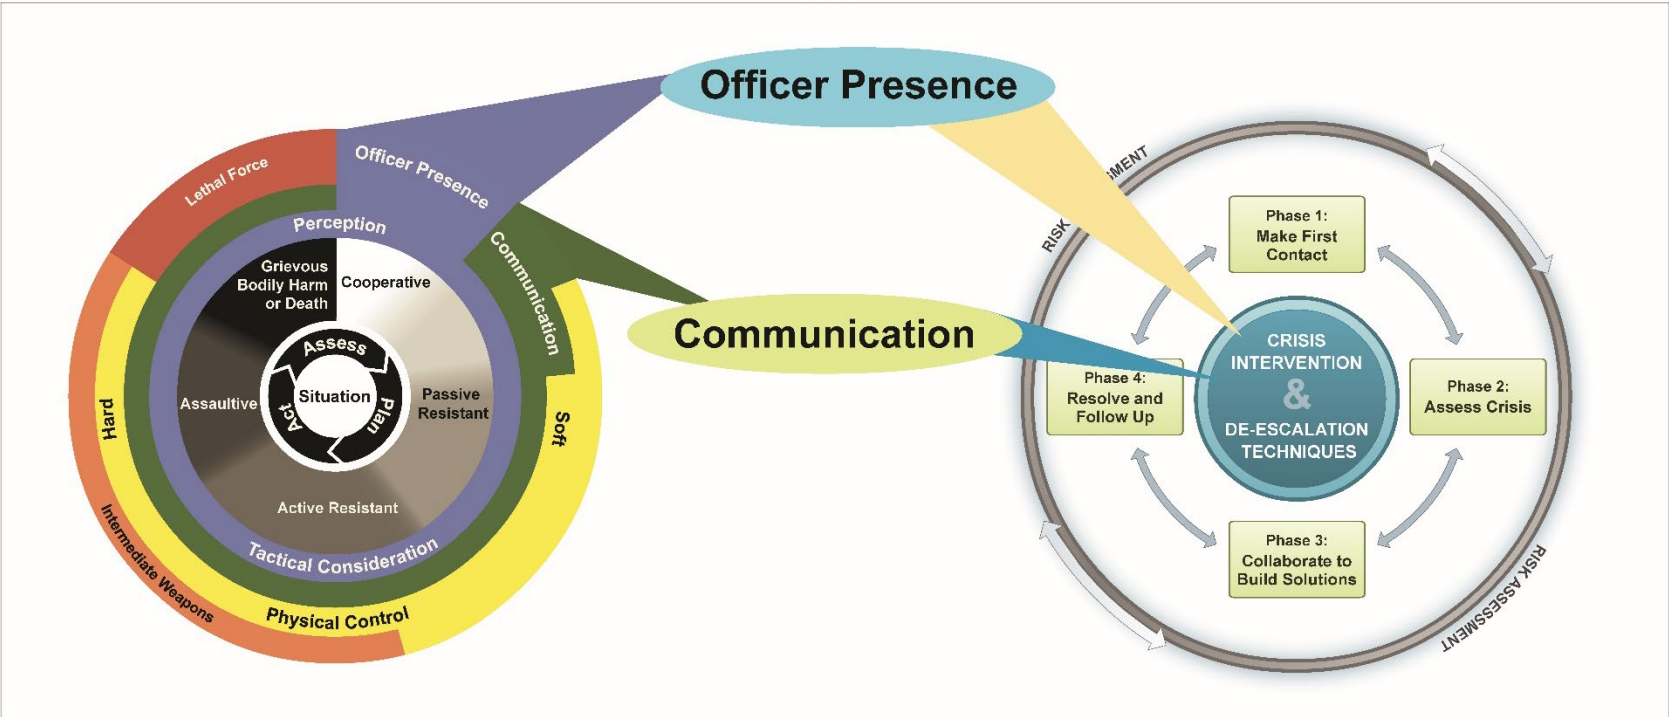 Officer Presence
Communication
Lethal Force
Officer Presence
Communication
Perception
Grievous
Bodily Harm
or Death
Cooperative
Assess
Plan
Act
Situation
Assaultive
Passive
Resistant
Active Resistant
Tactical Consideration
Hard
Soft
Physical Control
Intermediate Weapons
RISK
SMENT
Phase 1:
Make First
Contact
CRISIS
INTERVENTION
&
DE-ESCALATION
TECHNIQUES
Phase 4:
Resolve and
Follow Up
Phase 2:
Assess Crisis
Phase 3:
Collaborate to
Build Solutions
RISK ASSESSMENT